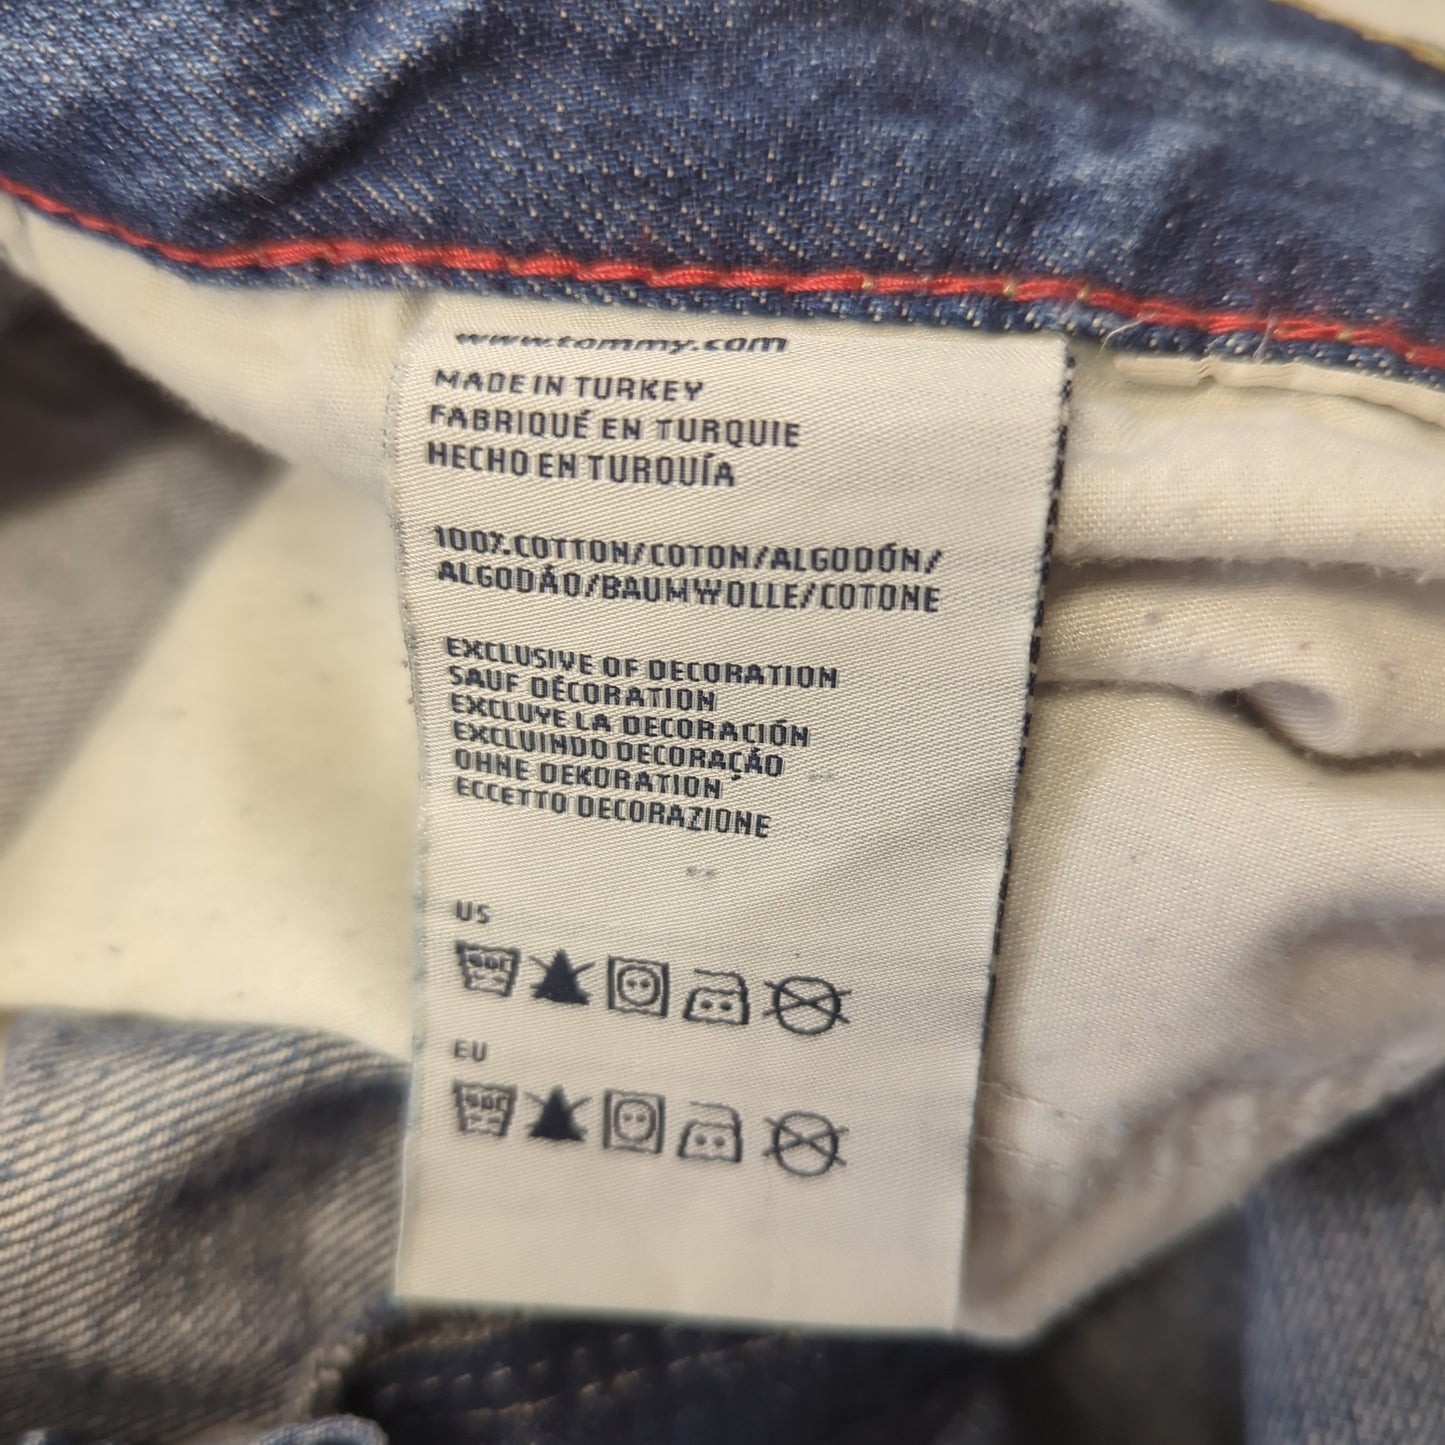 www.tommy.com
MADE IN TURKEY
FABRIQUÉ EN TURQUIE
HECHO EN TURQUÍA
100% COTTON/COTON/ALGODÓN/
ALGODÃO/BAUMWOLLE/COTONE
EXCLUSIVE OF DECORATION
SAUF DÉCORATION
EXCLUYE LA DECORACIÓN
EXCLUINDO DECORAÇÃO
OHNE DEKORATION
ECCETTO DECORAZIONE
US
EU